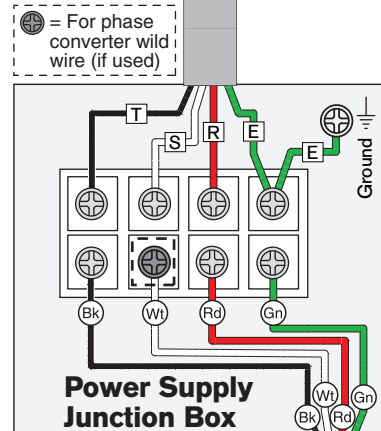 = For phase
converter wild
wire (if used)
T
S
R
E
E
Ground
Bk
Wt
Rd
Gn
Power Supply
Junction Box
Wt
Gn
Bk
Rd